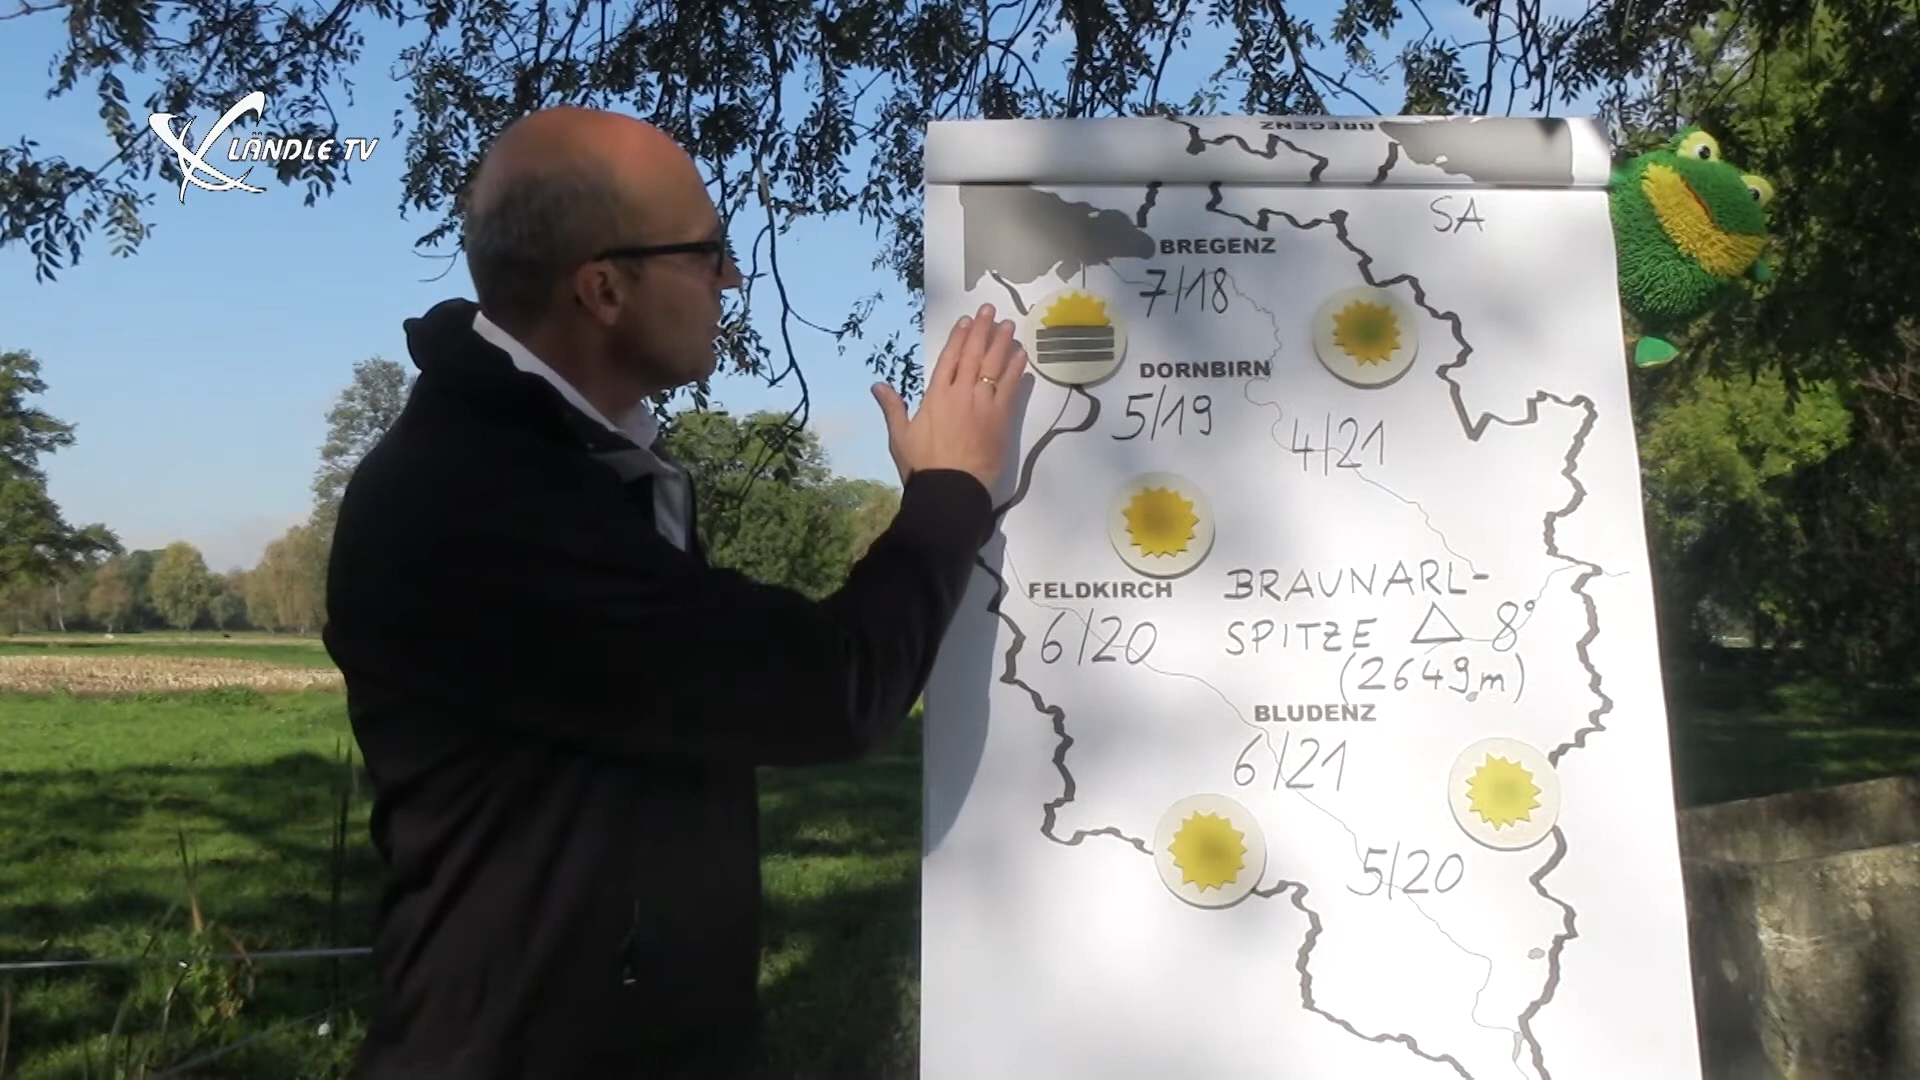 LÄNDLE TV
BREGENZ BREGENZ
SA
BREGENZ
7/18
DORNBIRN
5/19
4/21
FELDKIRCH
6/20
BRAUNARL-
SPITZE △ 8°
(2649m)
BLUDENZ
6/21
5/20